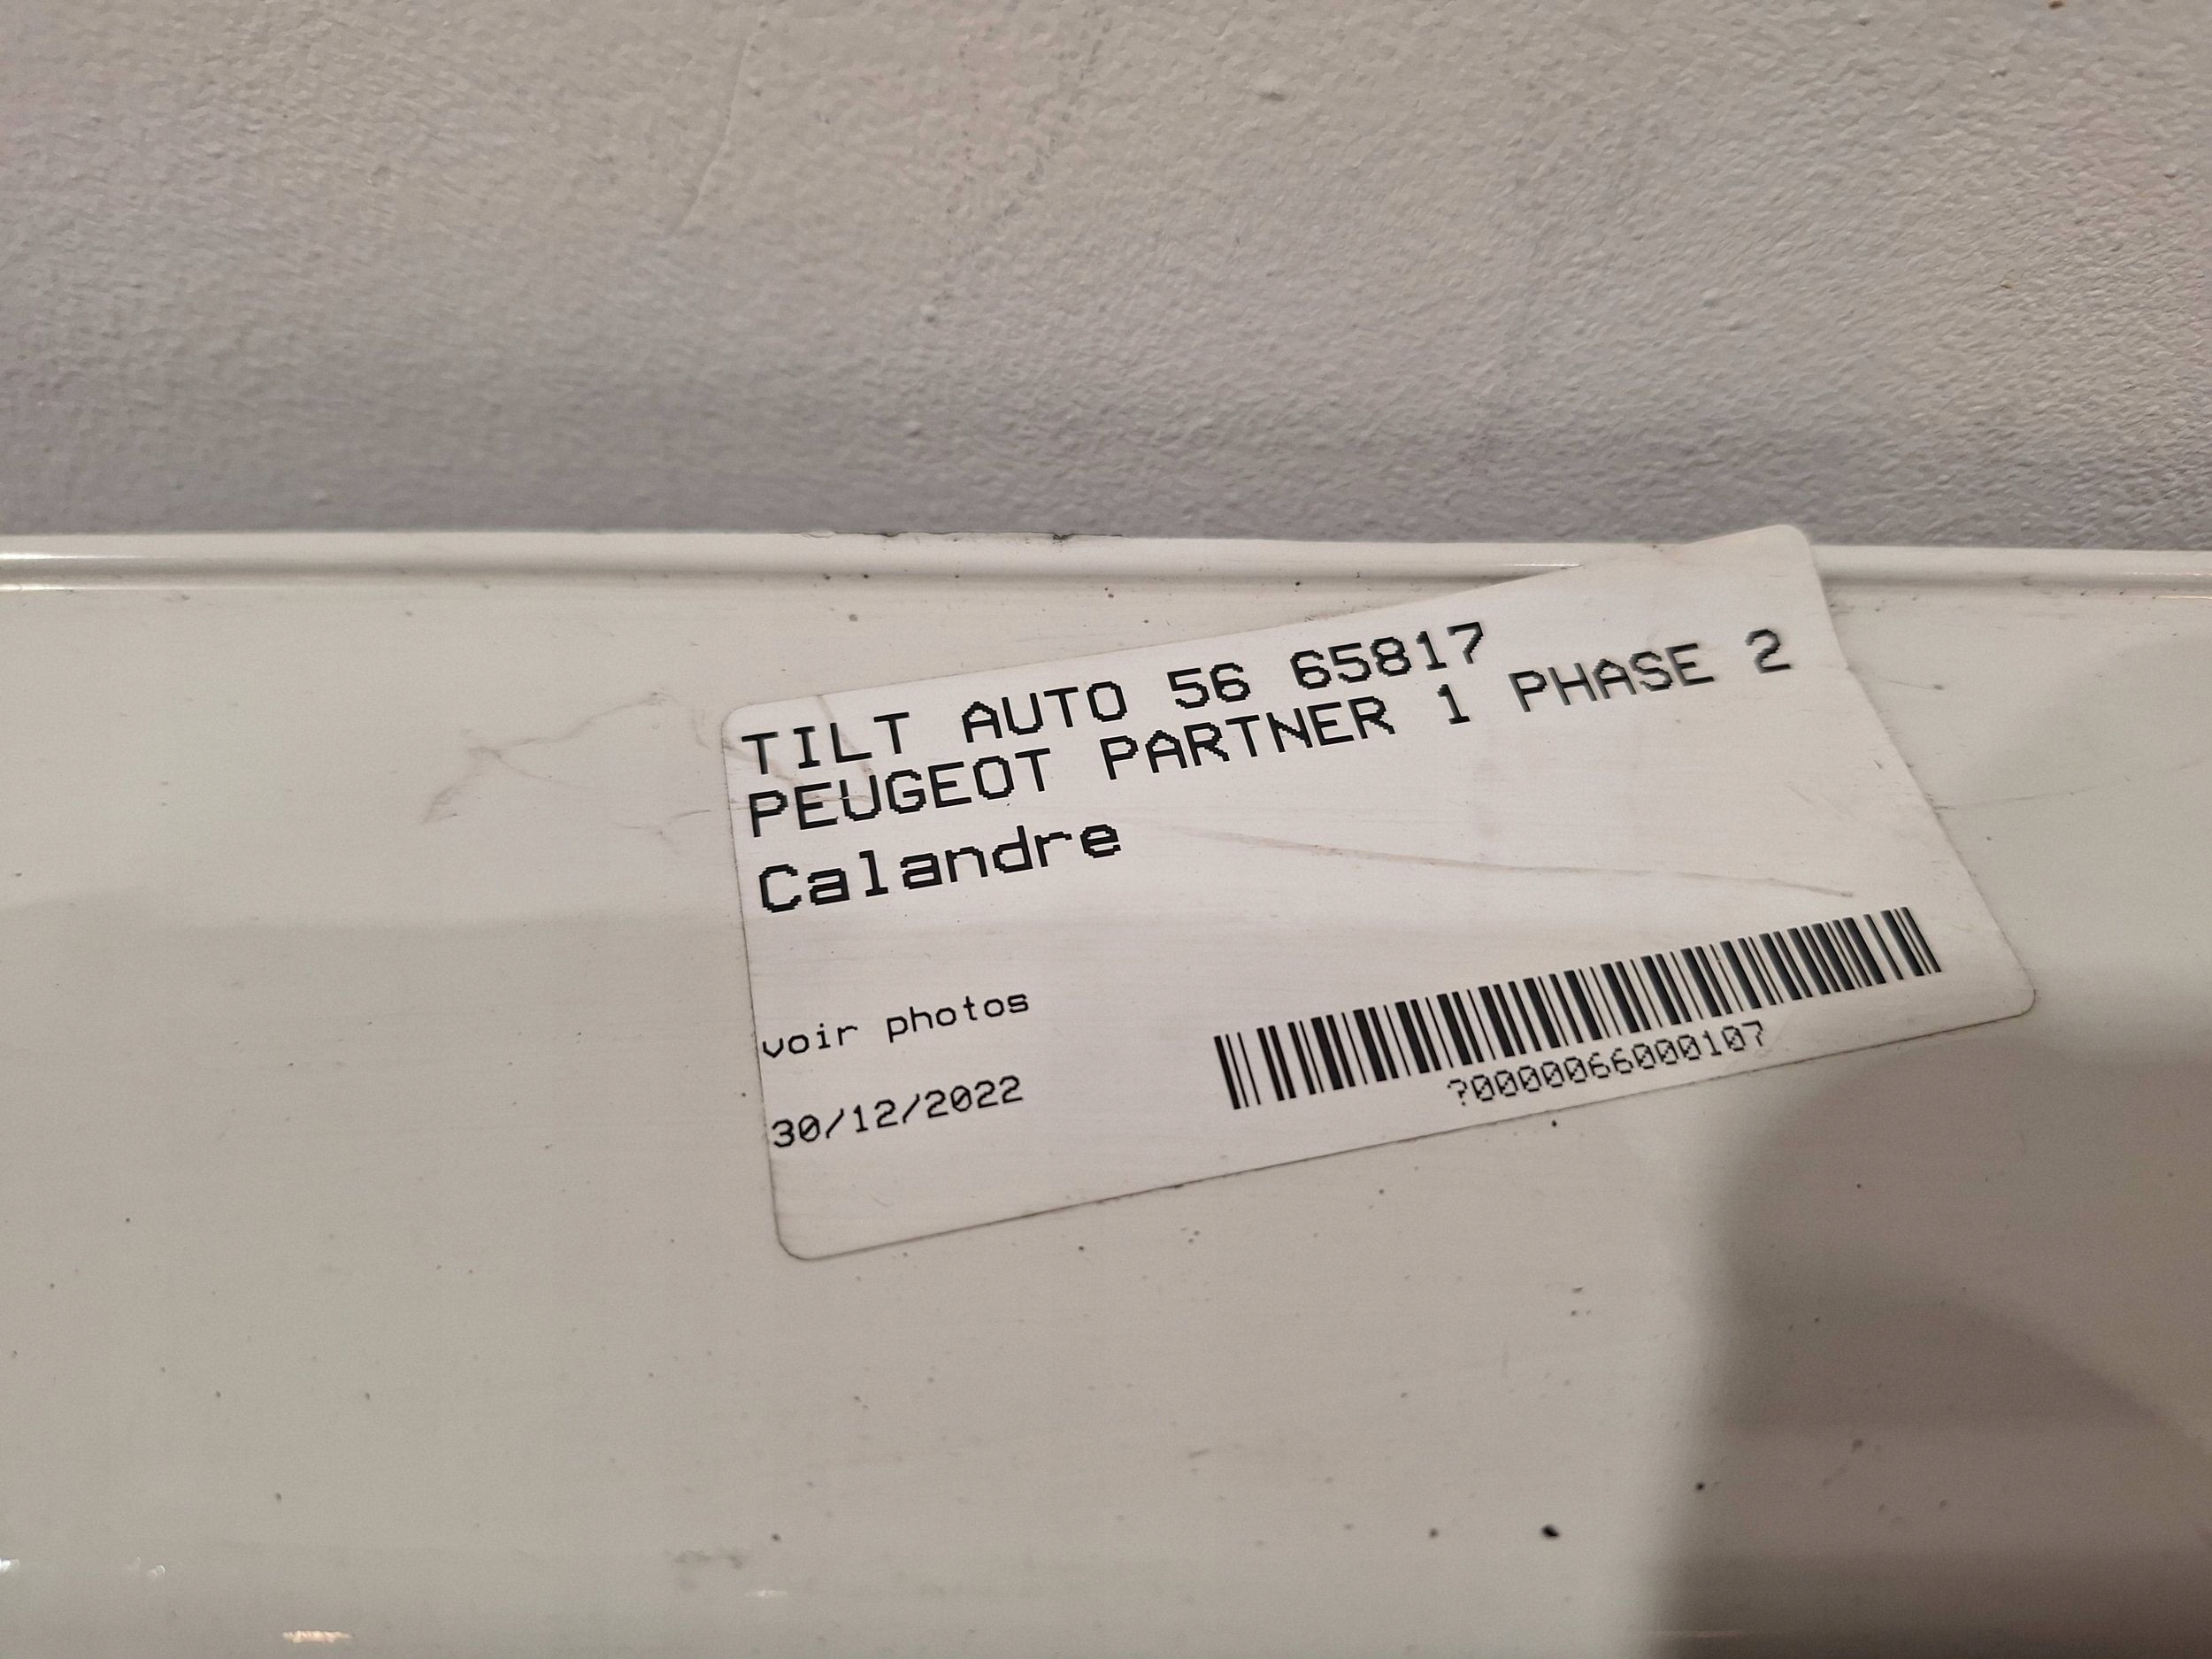 TILT AUTO 56 65817
PEUGEOT PARTNER 1 PHASE 2
Calandre
voir photos
30/12/2022
?0000066000107